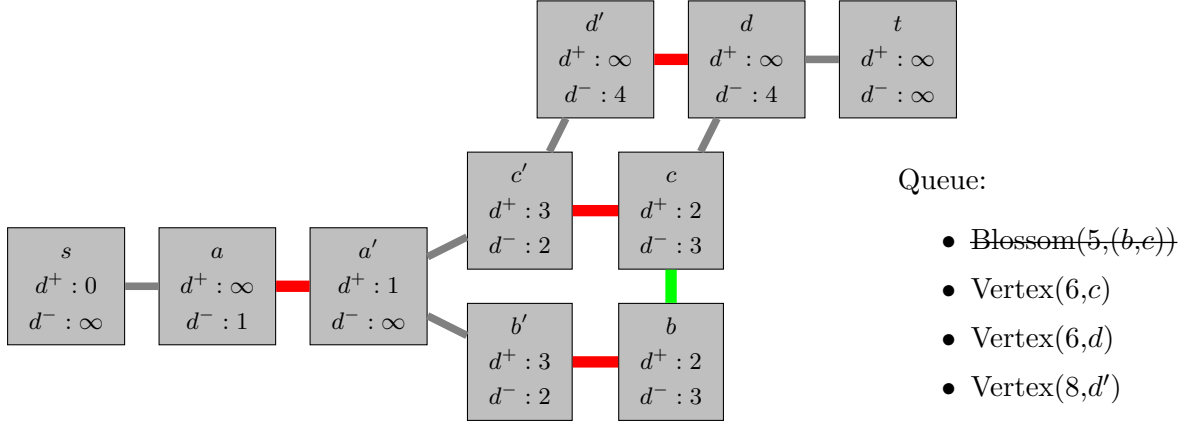 d′
d⁺ : ∞
d⁻ : 4
d
d⁺ : ∞
d⁻ : 4
t
d⁺ : ∞
d⁻ : ∞
c′
d⁺ : 3
d⁻ : 2
c
d⁺ : 2
d⁻ : 3
s
d⁺ : 0
d⁻ : ∞
a
d⁺ : ∞
d⁻ : 1
a′
d⁺ : 1
d⁻ : ∞
b′
d⁺ : 3
d⁻ : 2
b
d⁺ : 2
d⁻ : 3
Queue:
• Blossom(5,(b,c))
• Vertex(6,c)
• Vertex(6,d)
• Vertex(8,d′)